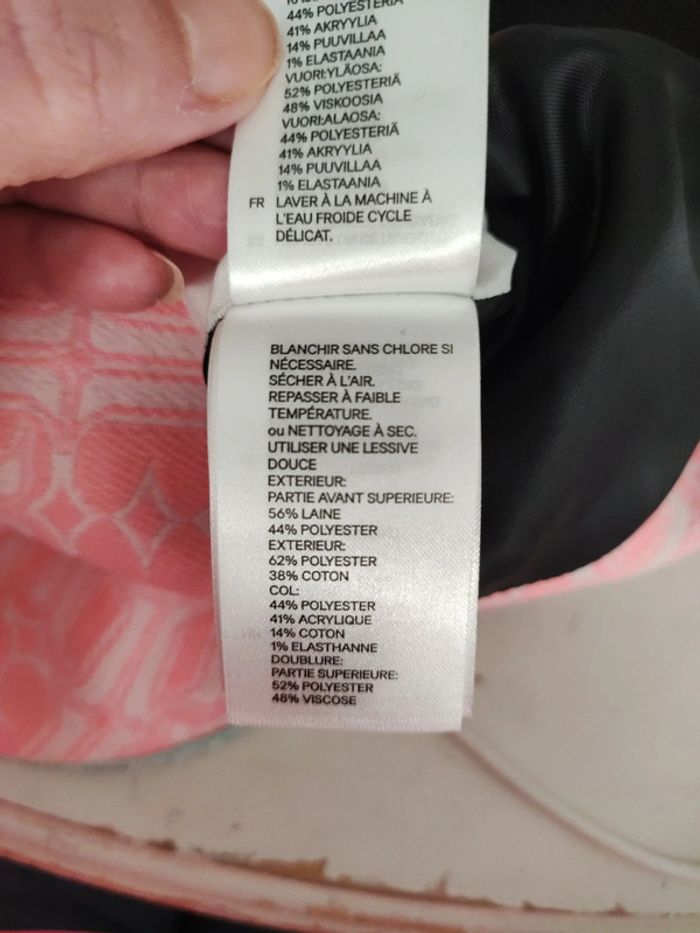 44% POLYESTERIA
41% AKRYYLIA
14% PUUVILLAA
1% ELASTAANIA
VUORI:YLÄOSA:
52% POLYESTERIÄ
48% VISKOOSIA
VUORI:ALAOSA:
44% POLYESTERIÄ
41% AKRYYLIA
14% PUUVILLAA
1% ELASTAANIA
FR LAVER À LA MACHINE À
L'EAU FROIDE CYCLE
DÉLICAT.
BLANCHIR SANS CHLORE SI
NÉCESSAIRE.
SÉCHER À L'AIR.
REPASSER À FAIBLE
TEMPÉRATURE.
ou NETTOYAGE À SEC.
UTILISER UNE LESSIVE
DOUCE
EXTERIEUR:
PARTIE AVANT SUPERIEURE:
56% LAINE
44% POLYESTER
EXTERIEUR:
62% POLYESTER
38% COTON
COL:
44% POLYESTER
41% ACRYLIQUE
14% COTON
1% ELASTHANNE
DOUBLURE:
PARTIE SUPERIEURE:
52% POLYESTER
48% VISCOSE